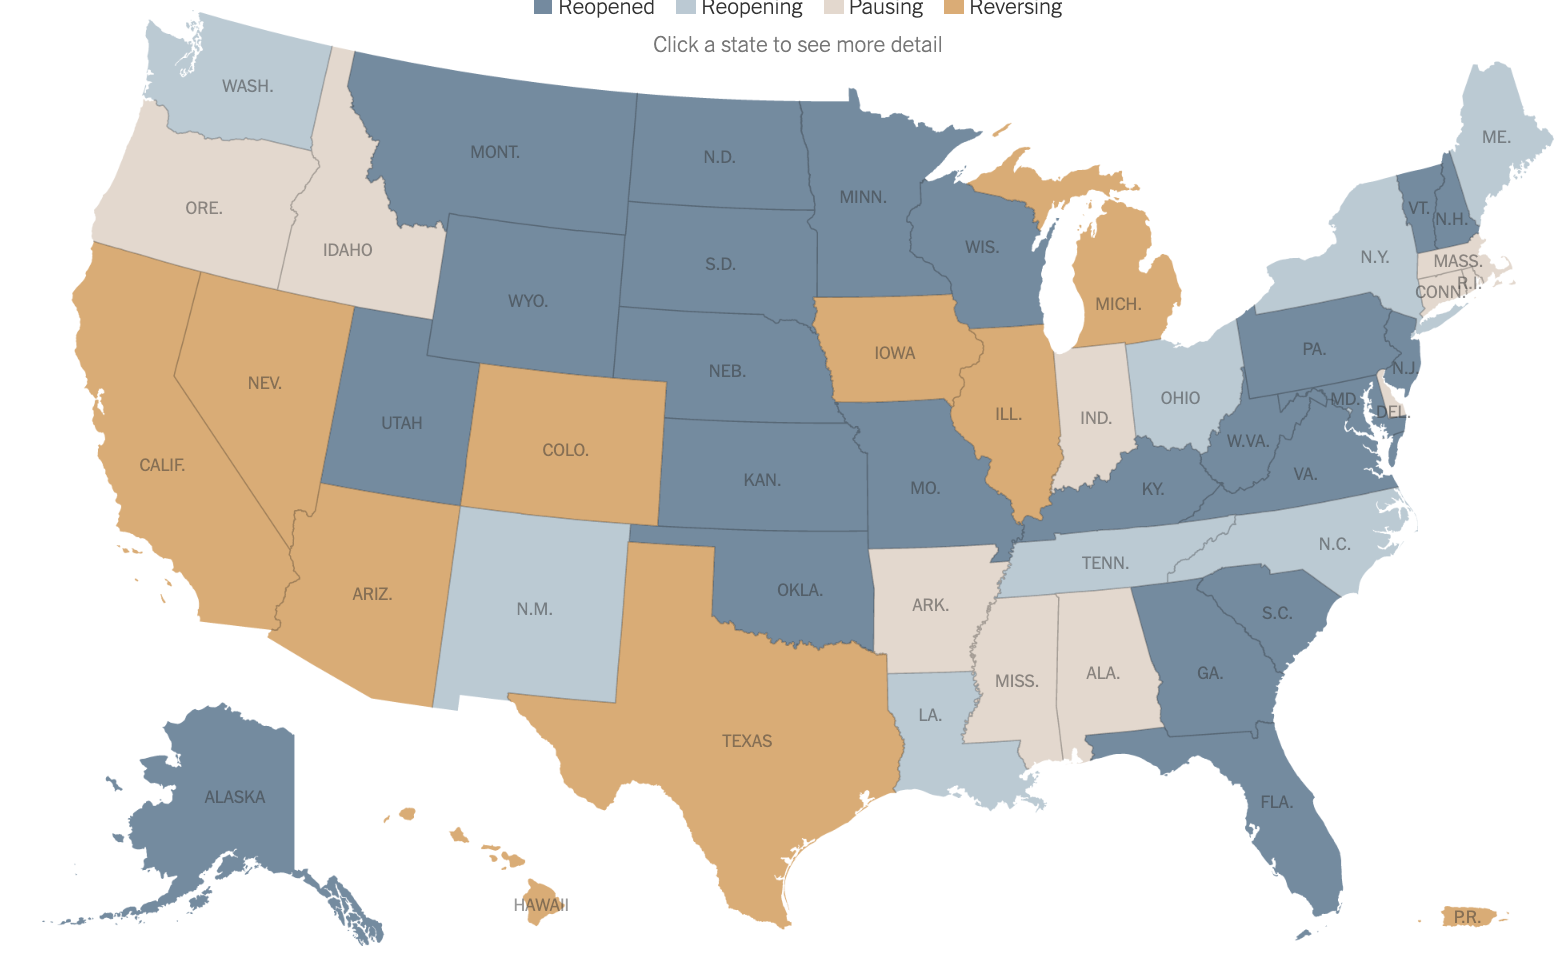 Reopened Reopening Pausing Reversing
Click a state to see more detail
WASH.
ME.
MONT.
N.D.
MINN.
ORE.
VT.
N.H.
IDAHO
WIS.
N.Y.
MASS.
S.D.
R.I.
CONN.
WYO.
MICH.
IOWA
PA.
N.J.
NEV.
NEB.
OHIO
MD.
DEL.
UTAH
ILL.
IND.
COLO.
W.VA.
CALIF.
KAN.
MO.
KY.
VA.
N.C.
TENN.
ARIZ.
N.M.
OKLA.
ARK.
S.C.
MISS.
ALA.
GA.
LA.
TEXAS
ALASKA
FLA.
HAWAII
P.R.